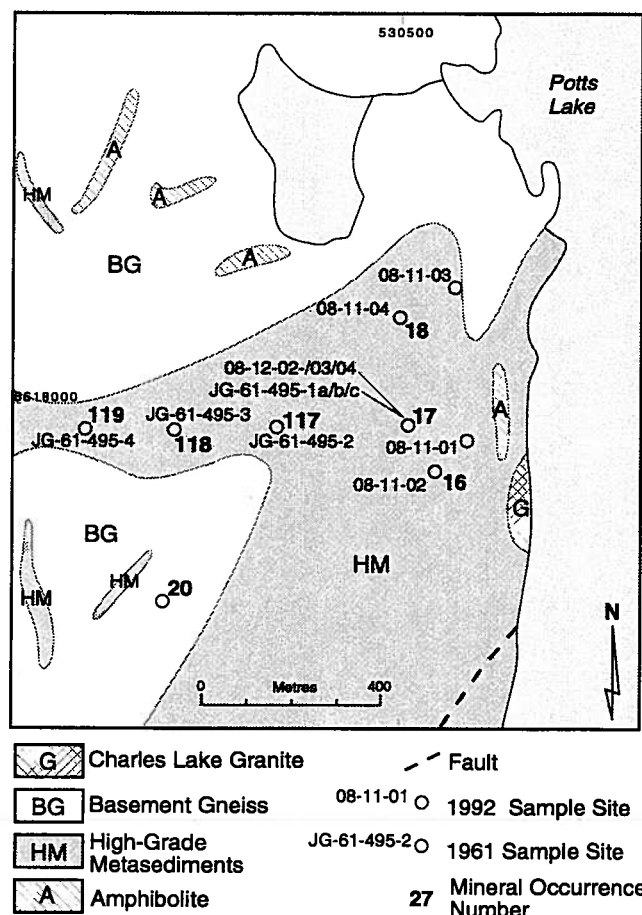 530500
Potts
Lake
A
HM
A
A
BG
08-11-03
08-11-04
18
08-12-02-/03/04
JG-61-495-1a/b/c
6618000
119
JG-61-495-3
117
17
A
JG-61-495-4
118
JG-61-495-2
08-11-01
08-11-02
16
G
BG
HM
HM
HM
20
N
0 Metres 400
G Charles Lake Granite
BG Basement Gneiss
HM High-Grade
Metasediments
A Amphibolite
Fault
08-11-01 1992 Sample Site
JG-61-495-2 1961 Sample Site
27 Mineral Occurrence
Number